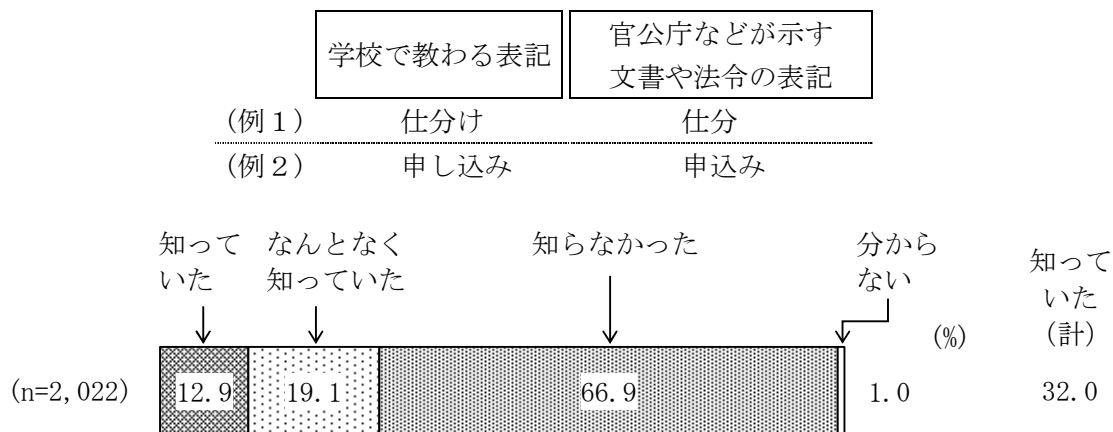 学校で教わる表記
官公庁などが示す
文書や法令の表記
(例1) 仕分け 仕分
(例2) 申し込み 申込み
知って
いた
なんとなく
知っていた
知らなかった
分から
ない
(%)
知って
いた
(計)
(n=2,022) 12.9 19.1 66.9 1.0 32.0